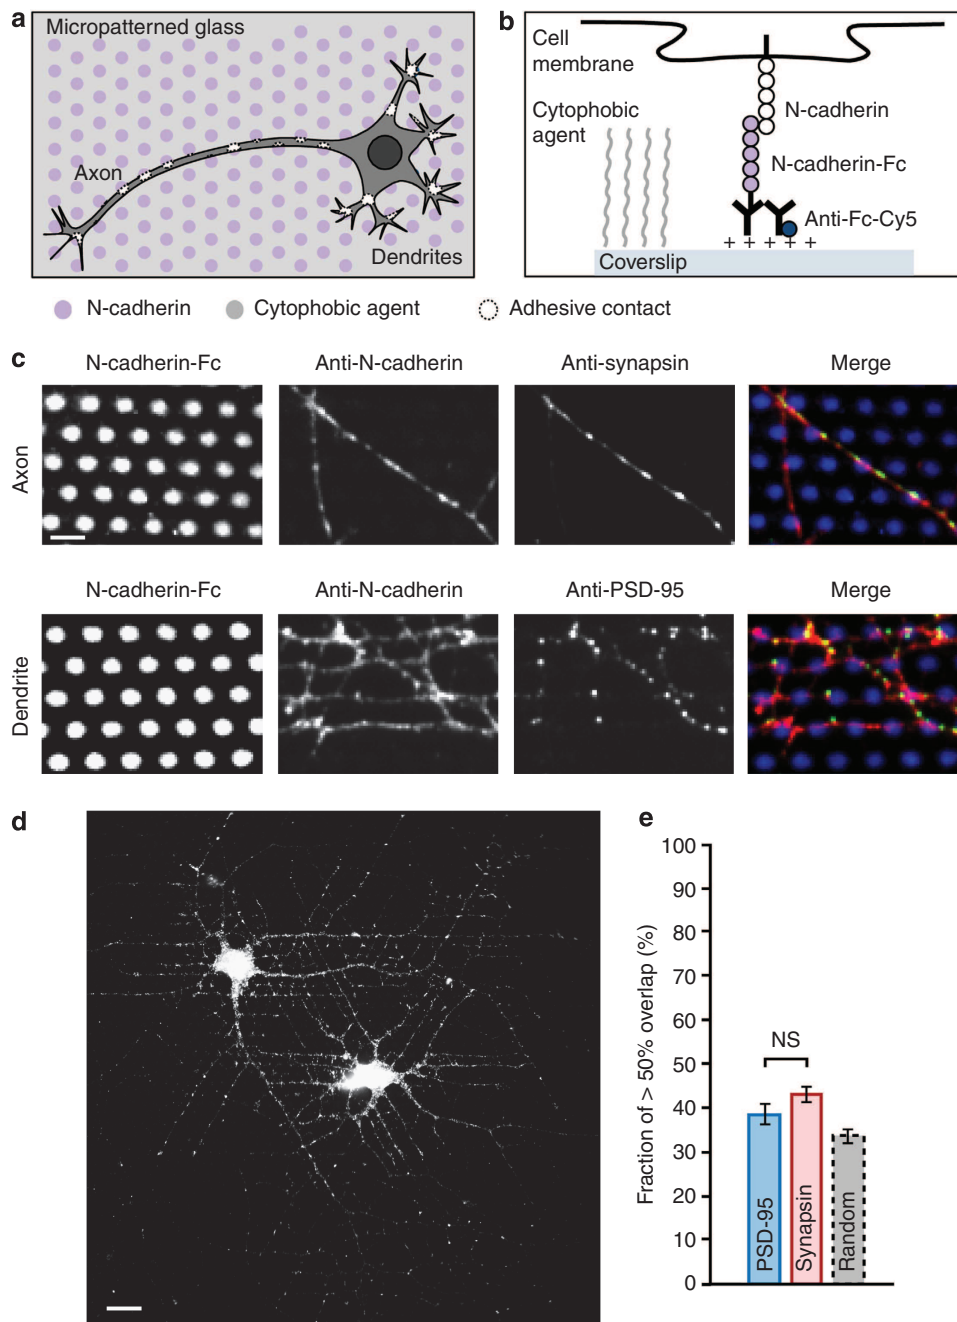 a
Micropatterned glass
Axon
Dendrites
b
Cell
membrane
Cytophobic
agent
N-cadherin
N-cadherin-Fc
Anti-Fc-Cy5
+ + + + +
Coverslip
N-cadherin
Cytophobic agent
Adhesive contact
c
N-cadherin-Fc
Anti-N-cadherin
Anti-synapsin
Merge
Axon
N-cadherin-Fc
Anti-N-cadherin
Anti-PSD-95
Merge
Dendrite
d
e
Fraction of > 50% overlap (%)
100
90
80
70
60
50
40
30
20
10
0
NS
PSD-95
Synapsin
Random